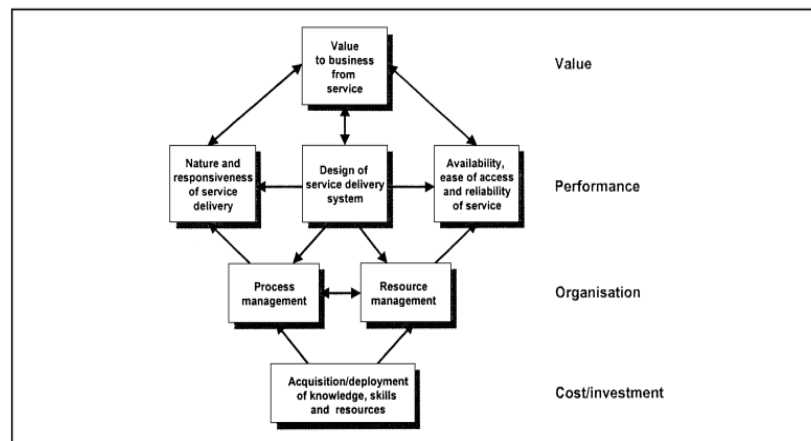 Value
to business
from
service
Value
Nature and
responsiveness
of service
delivery
Design of
service delivery
system
Availability,
ease of access
and reliability
of service
Performance
Process
management
Resource
management
Organisation
Acquisition/deployment
of knowledge, skills
and resources
Cost/investment